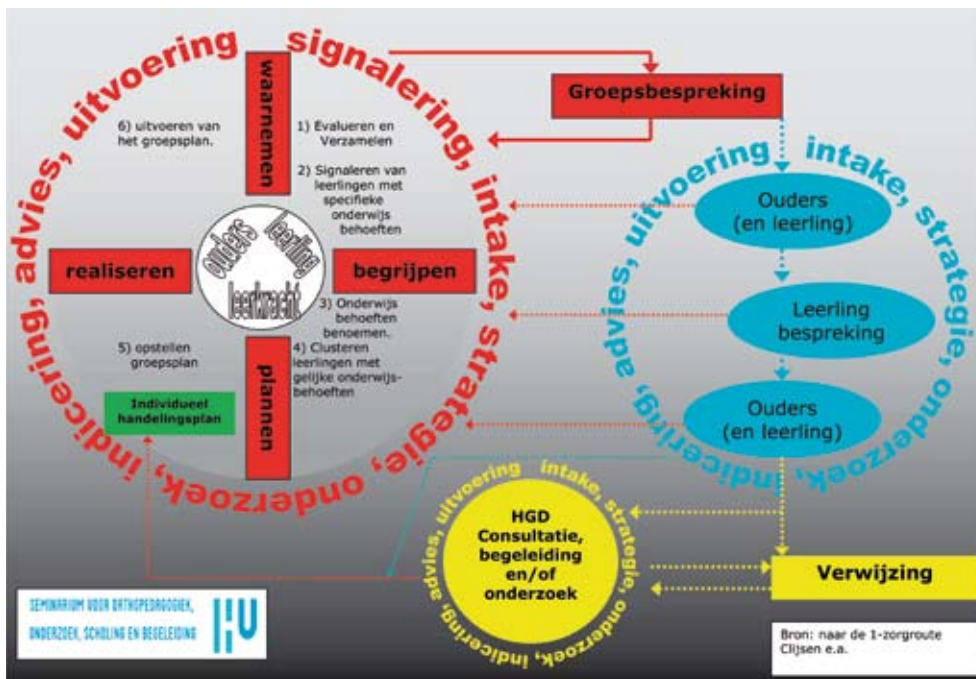 signalering, intake, strategie, onderzoek, indicering, advies, uitvoering
waarnemen
6) uitvoeren van
het groepsplan.
1) Evalueren en
Verzamelen
2) Signaleren van
leerlingen met
specifieke
onderwijs
behoeften
realiseren
ouders
leerling
leerkracht
begrijpen
3) Onderwijs
behoeften
benoemen.
5) opstellen
groepsplan
4) Clusteren
leerlingen met
gelijke onderwijs-
behoeften
plannen
Individueel
handelingsplan
Groepsbespreking
intake, strategie, onderzoek, indicering, advies, uitvoering
Ouders
(en leerling)
Leerling
bespreking
Ouders
(en leerling)
intake, strategie, onderzoek, indicering, advies, uitvoering
HGD
Consultatie,
begeleiding
en/of
onderzoek
Verwijzing
SEMINARIUM VOOR ORTHOPEDAGOGIEK,
ONDERZOEK, SCHOLING EN BEGELEIDING
HU
Bron: naar de 1-zorgroute
Clijsen e.a.